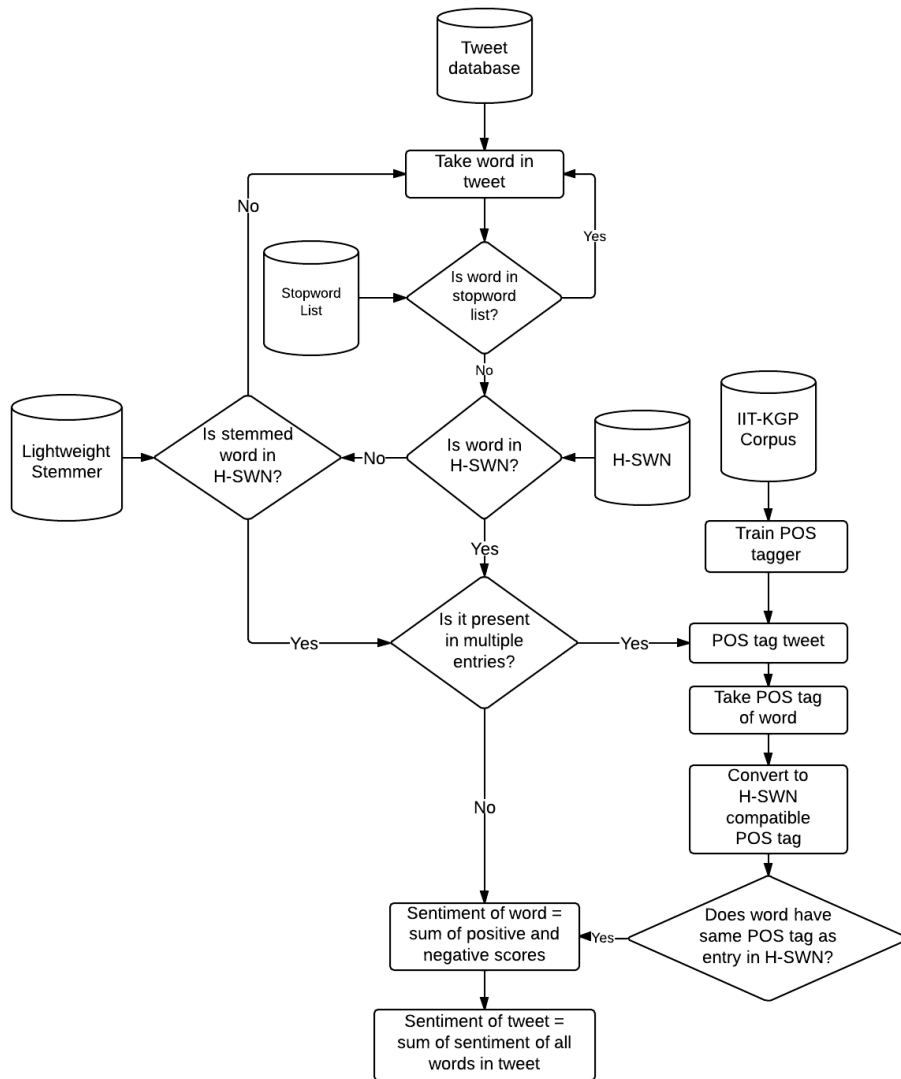 Tweet
database
Take word in
tweet
No
Yes
Is word in
stopword
list?
Stopword
List
No
IIT-KGP
Corpus
Is stemmed
word in
H-SWN?
Lightweight
Stemmer
No
Is word in
H-SWN?
H-SWN
Train POS
tagger
Yes
Is it present
in multiple
entries?
Yes
Yes
POS tag tweet
Take POS tag
of word
Convert to
H-SWN
compatible
POS tag
No
Does word have
same POS tag as
entry in H-SWN?
Yes
Sentiment of word =
sum of positive and
negative scores
Sentiment of tweet =
sum of sentiment of all
words in tweet